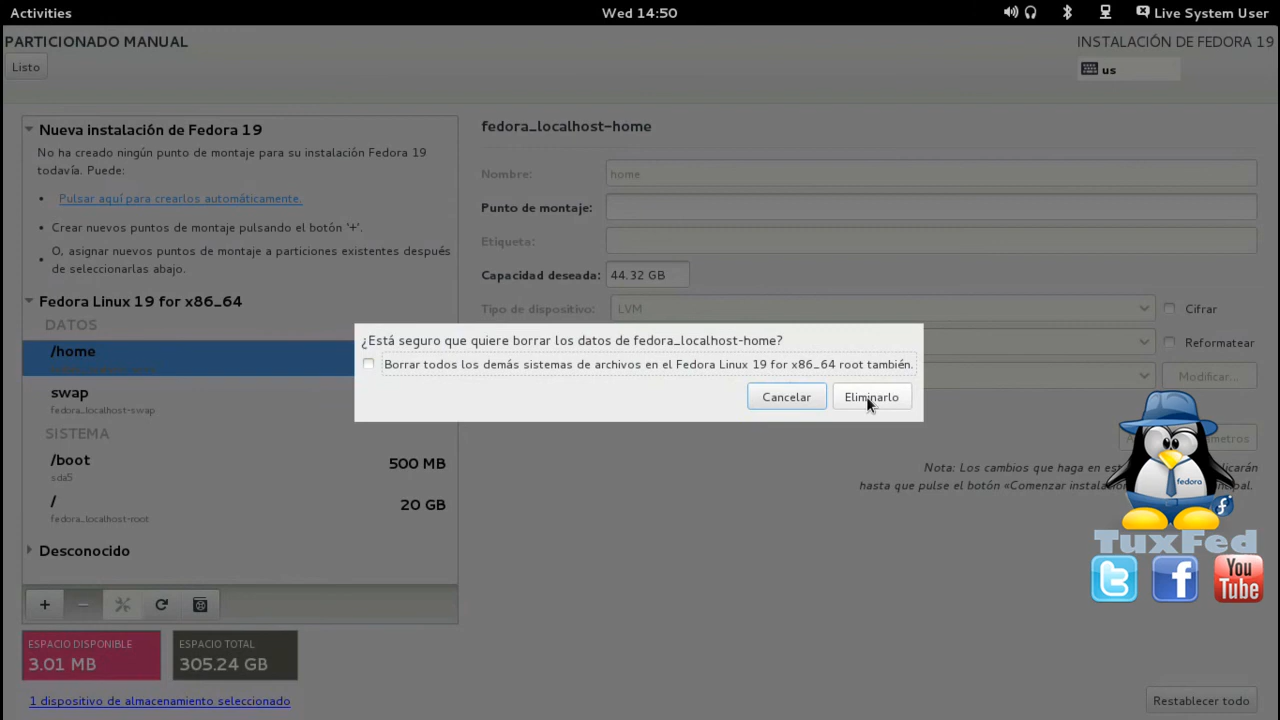 Activities
Wed 14:50
Live System User
PARTICIONADO MANUAL
INSTALACIÓN DE FEDORA 19
Listo
us
Nueva instalación de Fedora 19
No ha creado ningún punto de montaje para su instalación Fedora 19
todavía. Puede:
• Pulsar aquí para crearlos automáticamente.
• Crear nuevos puntos de montaje pulsando el botón '+'.
• O, asignar nuevos puntos de montaje a particiones existentes después
de seleccionarlas abajo.
Fedora Linux 19 for x86_64
DATOS
/home
swap
fedora_localhost-swap
SISTEMA
/boot
500 MB
sda5
/
20 GB
fedora_localhost-root
Desconocido
+ −
ESPACIO DISPONIBLE
3.01 MB
ESPACIO TOTAL
305.24 GB
1 dispositivo de almacenamiento seleccionado
fedora_localhost-home
Nombre: home
Punto de montaje:
Etiqueta:
Capacidad deseada: 44.32 GB
Tipo de dispositivo: LVM
Cifrar
Reformatear
Modificar...
¿Está seguro que quiere borrar los datos de fedora_localhost-home?
Borrar todos los demás sistemas de archivos en el Fedora Linux 19 for x86_64 root también.
Cancelar
Eliminarlo
Nota: Los cambios que haga en
hasta que pulse el botón «Comenzar
fedora
TuxFed
You
Tube
Restablecer todo